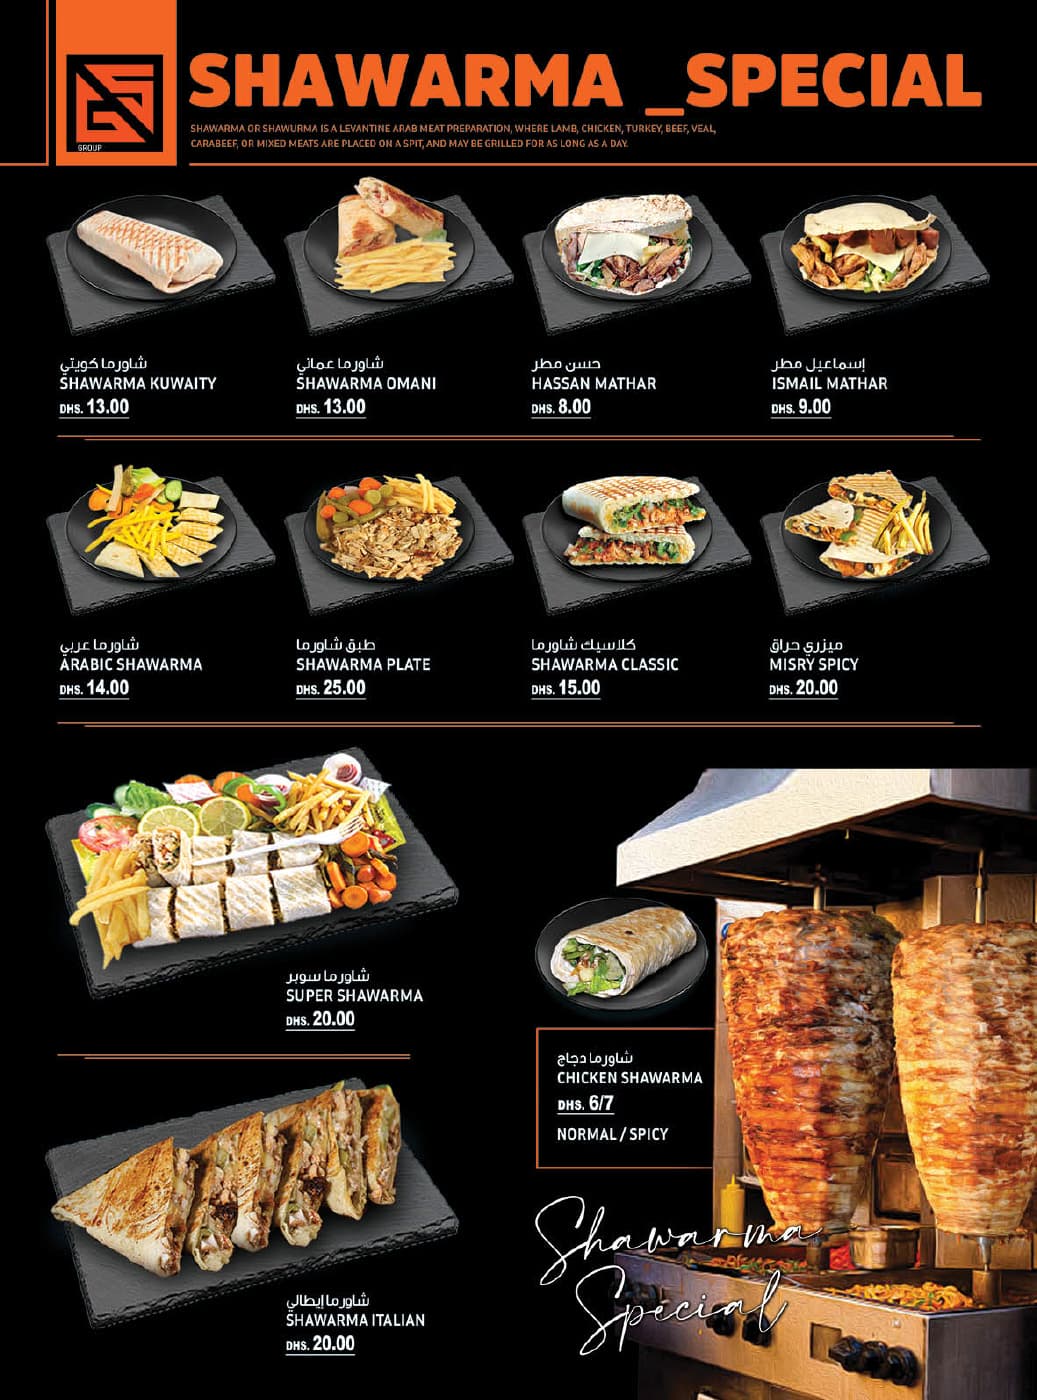 GROUP
SHAWARMA _SPECIAL
SHAWARMA OR SHAWURMA IS A LEVANTINE ARAB MEAT PREPARATION, WHERE LAMB, CHICKEN, TURKEY, BEEF, VEAL,
CARABEEF, OR MIXED MEATS ARE PLACED ON A SPIT, AND MAY BE GRILLED FOR AS LONG AS A DAY.
شاورما كويتي
SHAWARMA KUWAITY
DHS. 13.00
شاورما عماني
SHAWARMA OMANI
DHS. 13.00
حسن مطر
HASSAN MATHAR
DHS. 8.00
إسماعيل مطر
ISMAIL MATHAR
DHS. 9.00
شاورما عربي
ARABIC SHAWARMA
DHS. 14.00
طبق شاورما
SHAWARMA PLATE
DHS. 25.00
كلاسيك شاورما
SHAWARMA CLASSIC
DHS. 15.00
ميزري حراق
MISRY SPICY
DHS. 20.00
شاورما سوبر
SUPER SHAWARMA
DHS. 20.00
شاورما دجاج
CHICKEN SHAWARMA
DHS. 6/7
NORMAL / SPICY
شاورما إيطالي
SHAWARMA ITALIAN
DHS. 20.00
Shawarma
Special